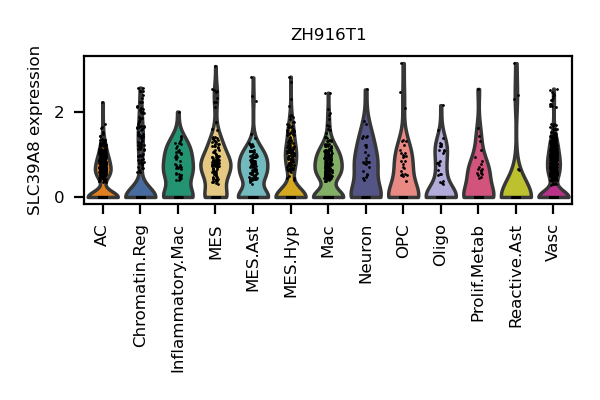 ZH916T1
SLC39A8 expression
2
0
AC
Chromatin.Reg
Inflammatory.Mac
MES
MES.Ast
MES.Hyp
Mac
Neuron
OPC
Oligo
Prolif.Metab
Reactive.Ast
Vasc